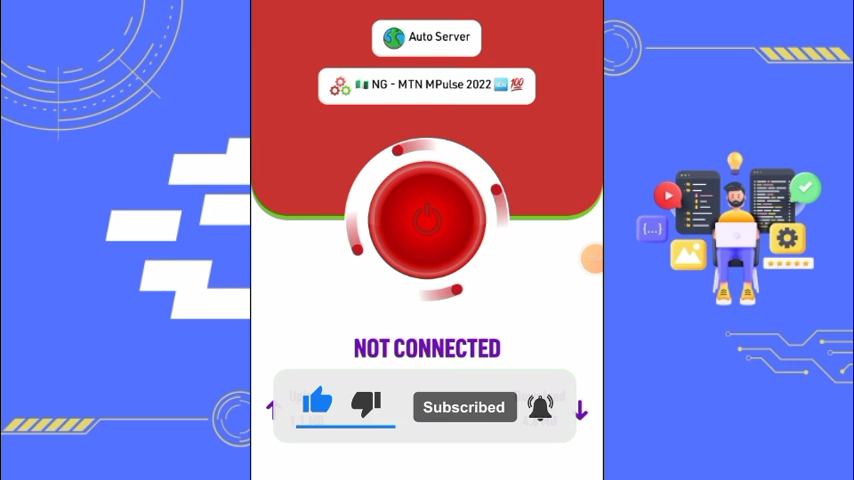 Auto Server
NG - MTN MPulse 2022 🆕 💯
NOT CONNECTED
Subscribed
{...}